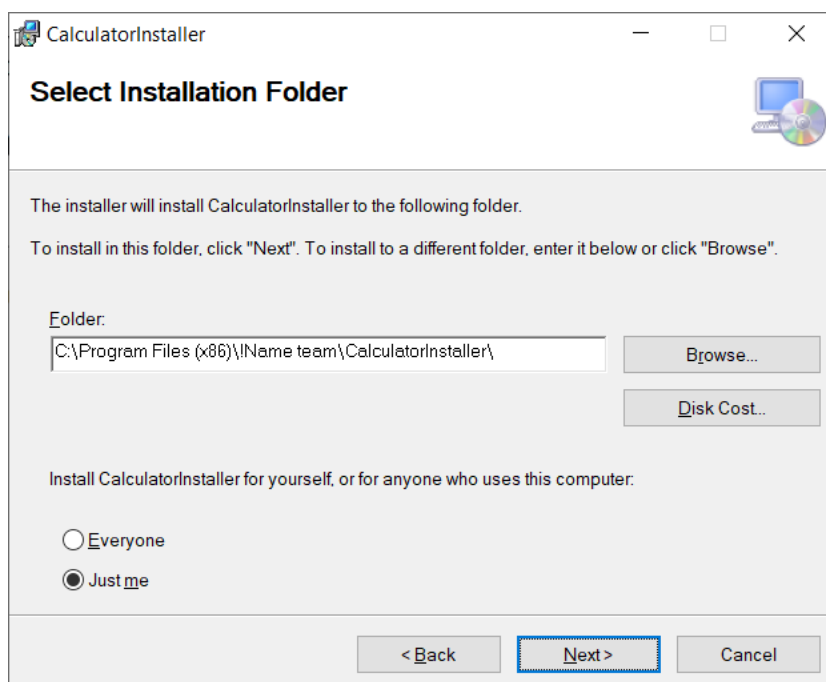 CalculatorInstaller
Select Installation Folder
The installer will install CalculatorInstaller to the following folder.
To install in this folder, click "Next". To install to a different folder, enter it below or click "Browse".
Folder:
C:\Program Files (x86)\!Name team\CalculatorInstaller\
Browse...
Disk Cost...
Install CalculatorInstaller for yourself, or for anyone who uses this computer:
Everyone
Just me
< Back
Next >
Cancel